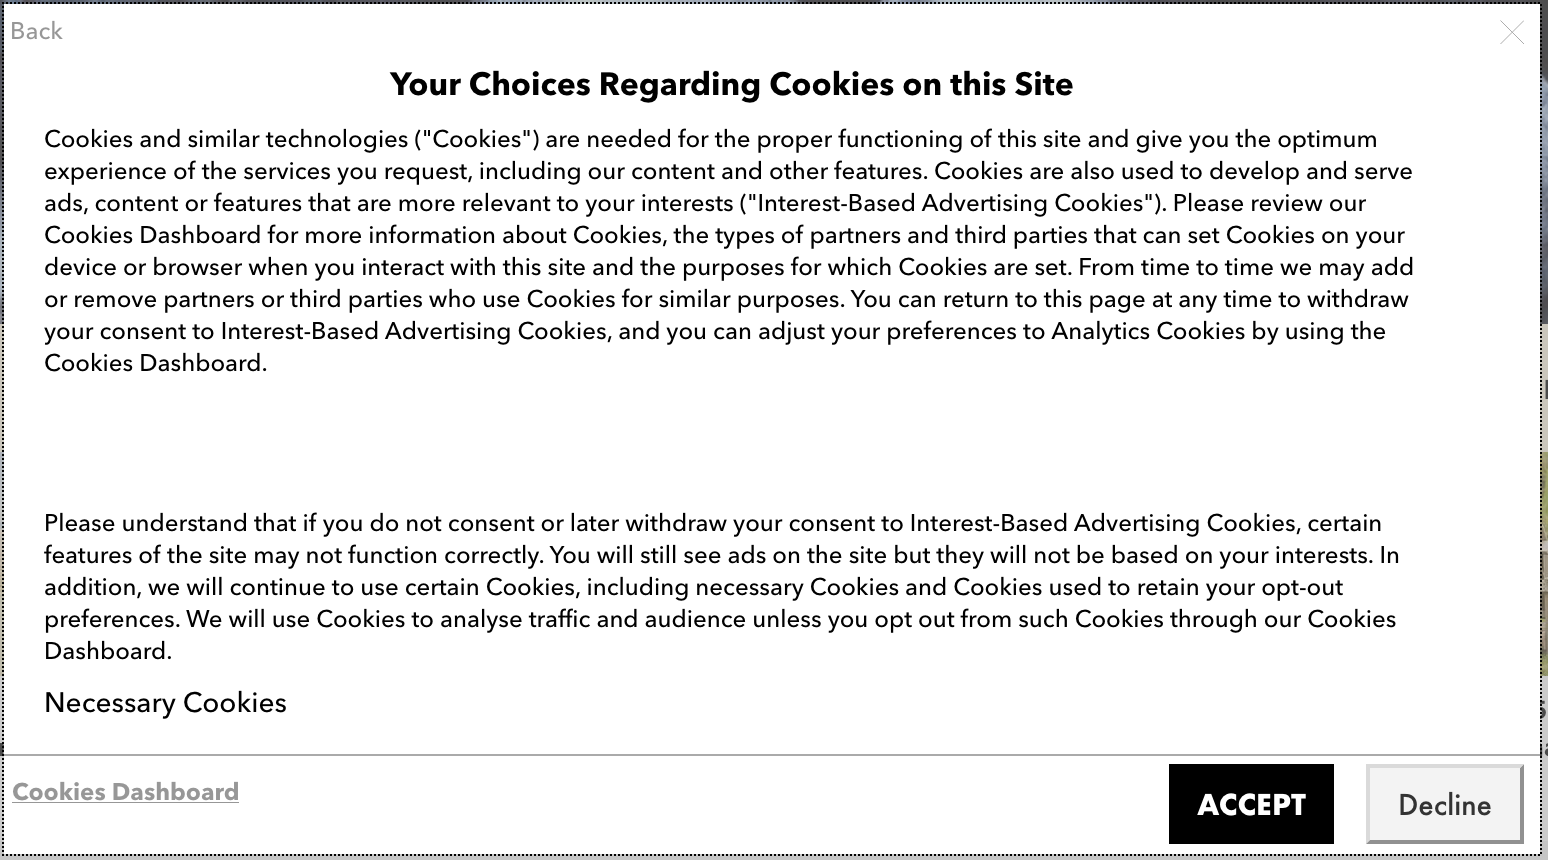 Back
Your Choices Regarding Cookies on this Site
Cookies and similar technologies ("Cookies") are needed for the proper functioning of this site and give you the optimum
experience of the services you request, including our content and other features. Cookies are also used to develop and serve
ads, content or features that are more relevant to your interests ("Interest-Based Advertising Cookies"). Please review our
Cookies Dashboard for more information about Cookies, the types of partners and third parties that can set Cookies on your
device or browser when you interact with this site and the purposes for which Cookies are set. From time to time we may add
or remove partners or third parties who use Cookies for similar purposes. You can return to this page at any time to withdraw
your consent to Interest-Based Advertising Cookies, and you can adjust your preferences to Analytics Cookies by using the
Cookies Dashboard.
Please understand that if you do not consent or later withdraw your consent to Interest-Based Advertising Cookies, certain
features of the site may not function correctly. You will still see ads on the site but they will not be based on your interests. In
addition, we will continue to use certain Cookies, including necessary Cookies and Cookies used to retain your opt-out
preferences. We will use Cookies to analyse traffic and audience unless you opt out from such Cookies through our Cookies
Dashboard.
Necessary Cookies
Cookies Dashboard
ACCEPT
Decline